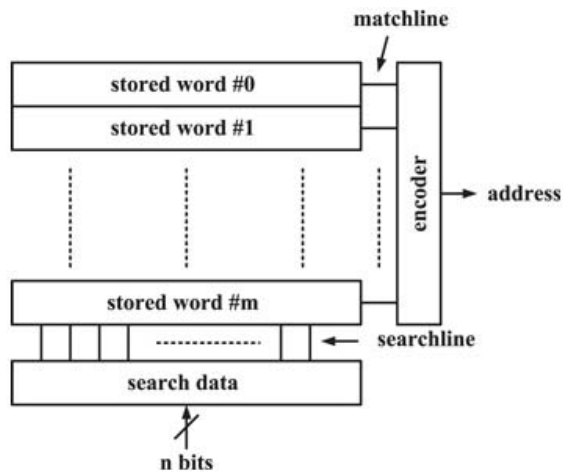 matchline
stored word #0
stored word #1
encoder
address
stored word #m
searchline
search data
n bits